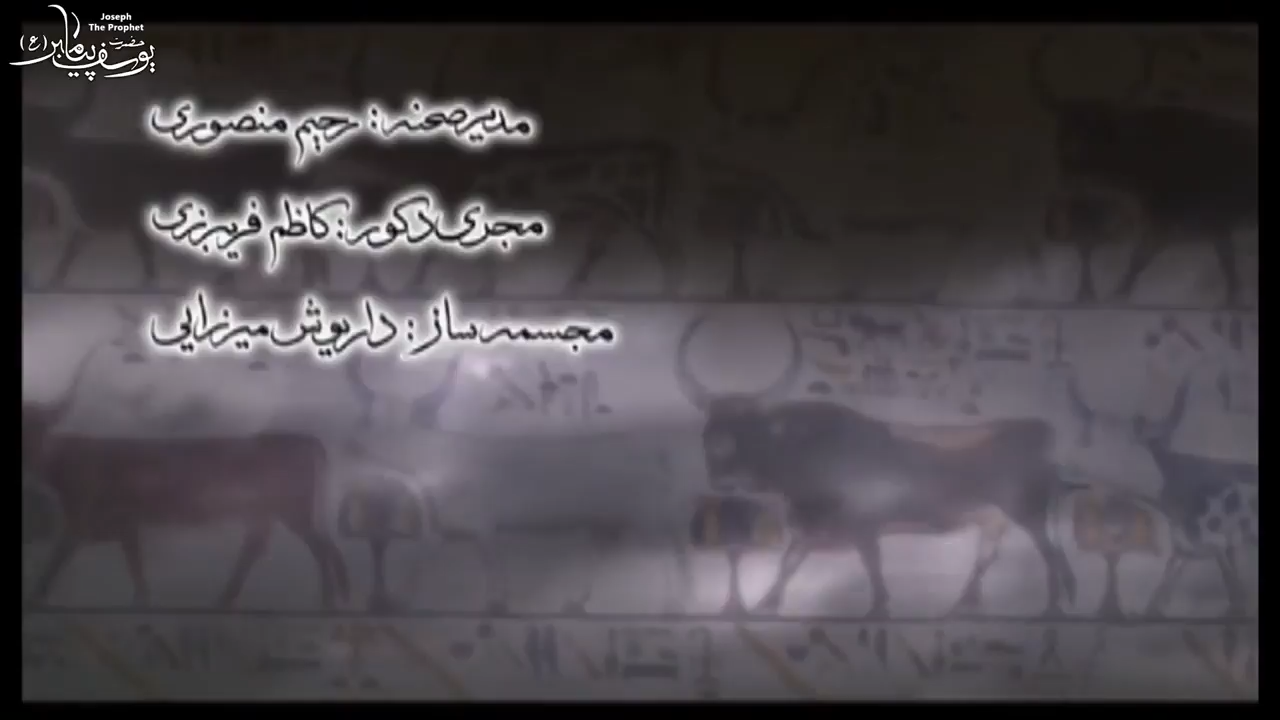 Joseph
The Prophet
حضرت
یوسف پیامبر (ع)
مدیر صحنه: رحیم منصوری
مجری دکور: کاظم فریبرزی
مجسمه ساز: داریوش میرزایی